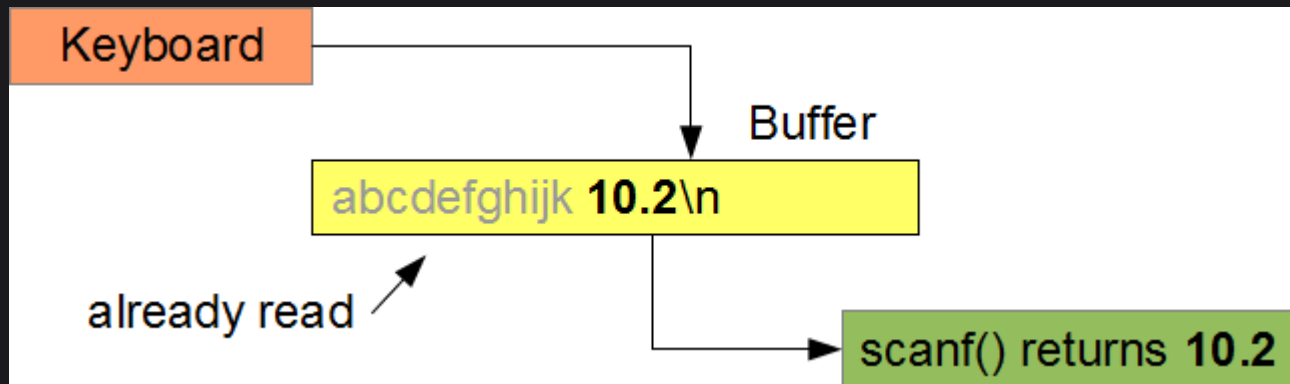 Keyboard
Buffer
abcdefghijk 10.2\n
already read
scanf() returns 10.2